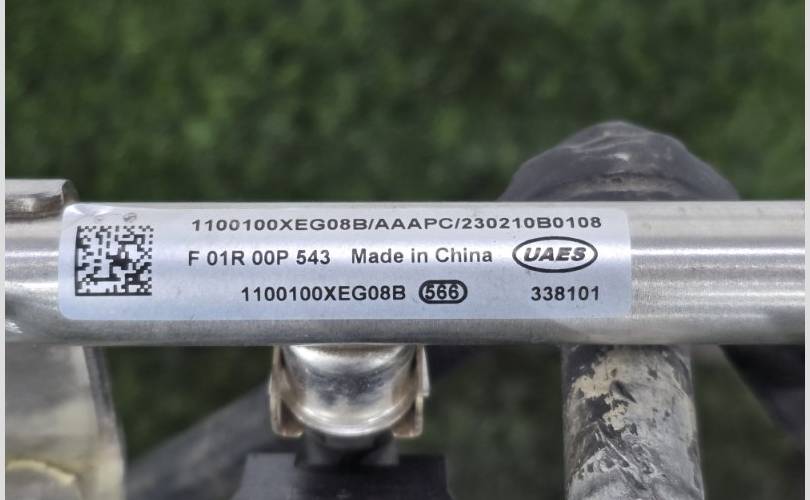 1100100XEG08B/AAAPC/230210B0108
F 01R 00P 543 Made in China UAES
1100100XEG08B 566 338101